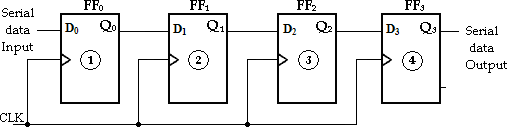 FF₀ FF₁ FF₂ FF₃
Serial
data
Input
D₀ Q₀ D₁ Q₁ D₂ Q₂ D₃ Q₃
Serial
data
Output
1 2 3 4
CLK